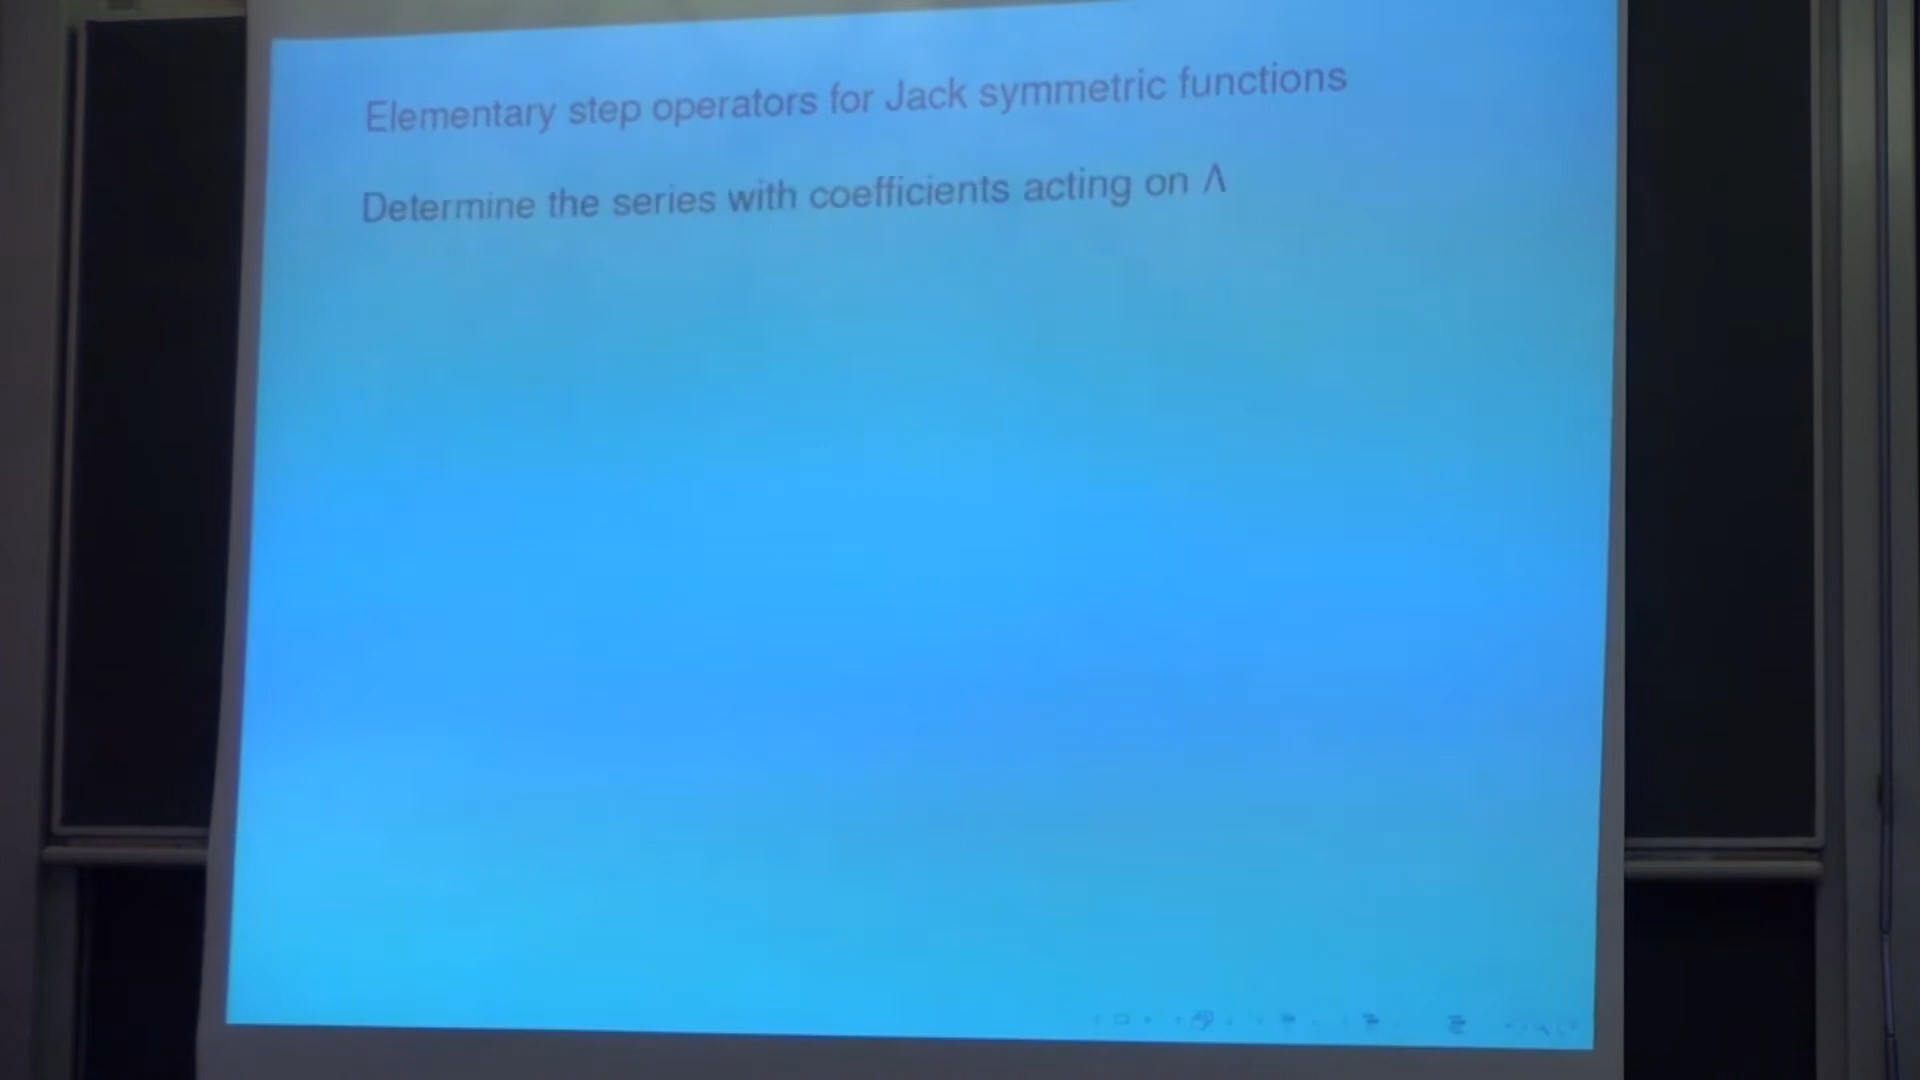 Elementary step operators for Jack symmetric functions
Determine the series with coefficients acting on Λ